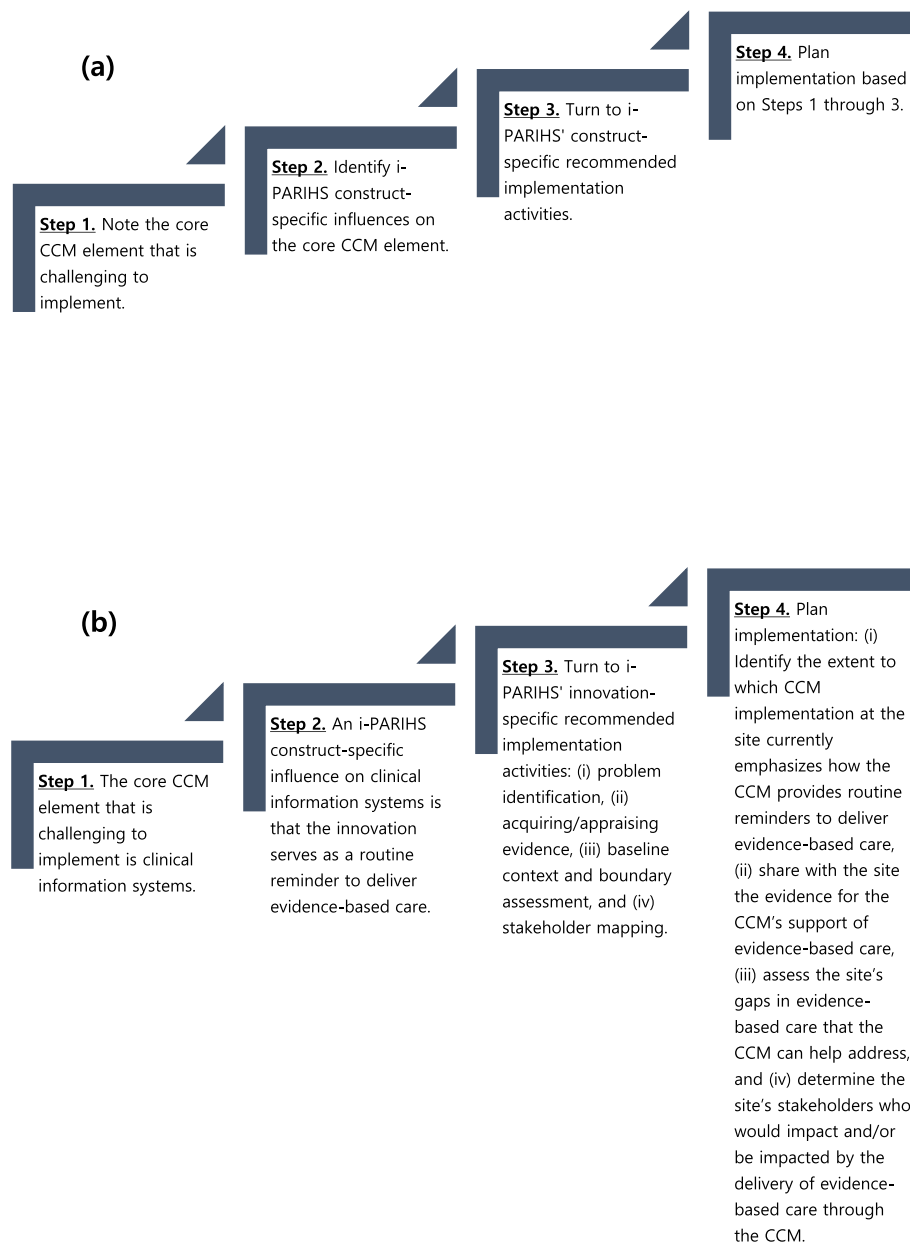 (a)
Step 1. Note the core
CCM element that is
challenging to
implement.
Step 2. Identify i-
PARIHS construct-
specific influences on
the core CCM element.
Step 3. Turn to i-
PARIHS' construct-
specific recommended
implementation
activities.
Step 4. Plan
implementation based
on Steps 1 through 3.
(b)
Step 1. The core CCM
element that is
challenging to
implement is clinical
information systems.
Step 2. An i-PARIHS
construct-specific
influence on clinical
information systems is
that the innovation
serves as a routine
reminder to deliver
evidence-based care.
Step 3. Turn to i-
PARIHS' innovation-
specific recommended
implementation
activities: (i) problem
identification, (ii)
acquiring/appraising
evidence, (iii) baseline
context and boundary
assessment, and (iv)
stakeholder mapping.
Step 4. Plan
implementation: (i)
Identify the extent to
which CCM
implementation at the
site currently
emphasizes how the
CCM provides routine
reminders to deliver
evidence-based care,
(ii) share with the site
the evidence for the
CCM’s support of
evidence-based care,
(iii) assess the site’s
gaps in evidence-
based care that the
CCM can help address,
and (iv) determine the
site’s stakeholders who
would impact and/or
be impacted by the
delivery of evidence-
based care through
the CCM.